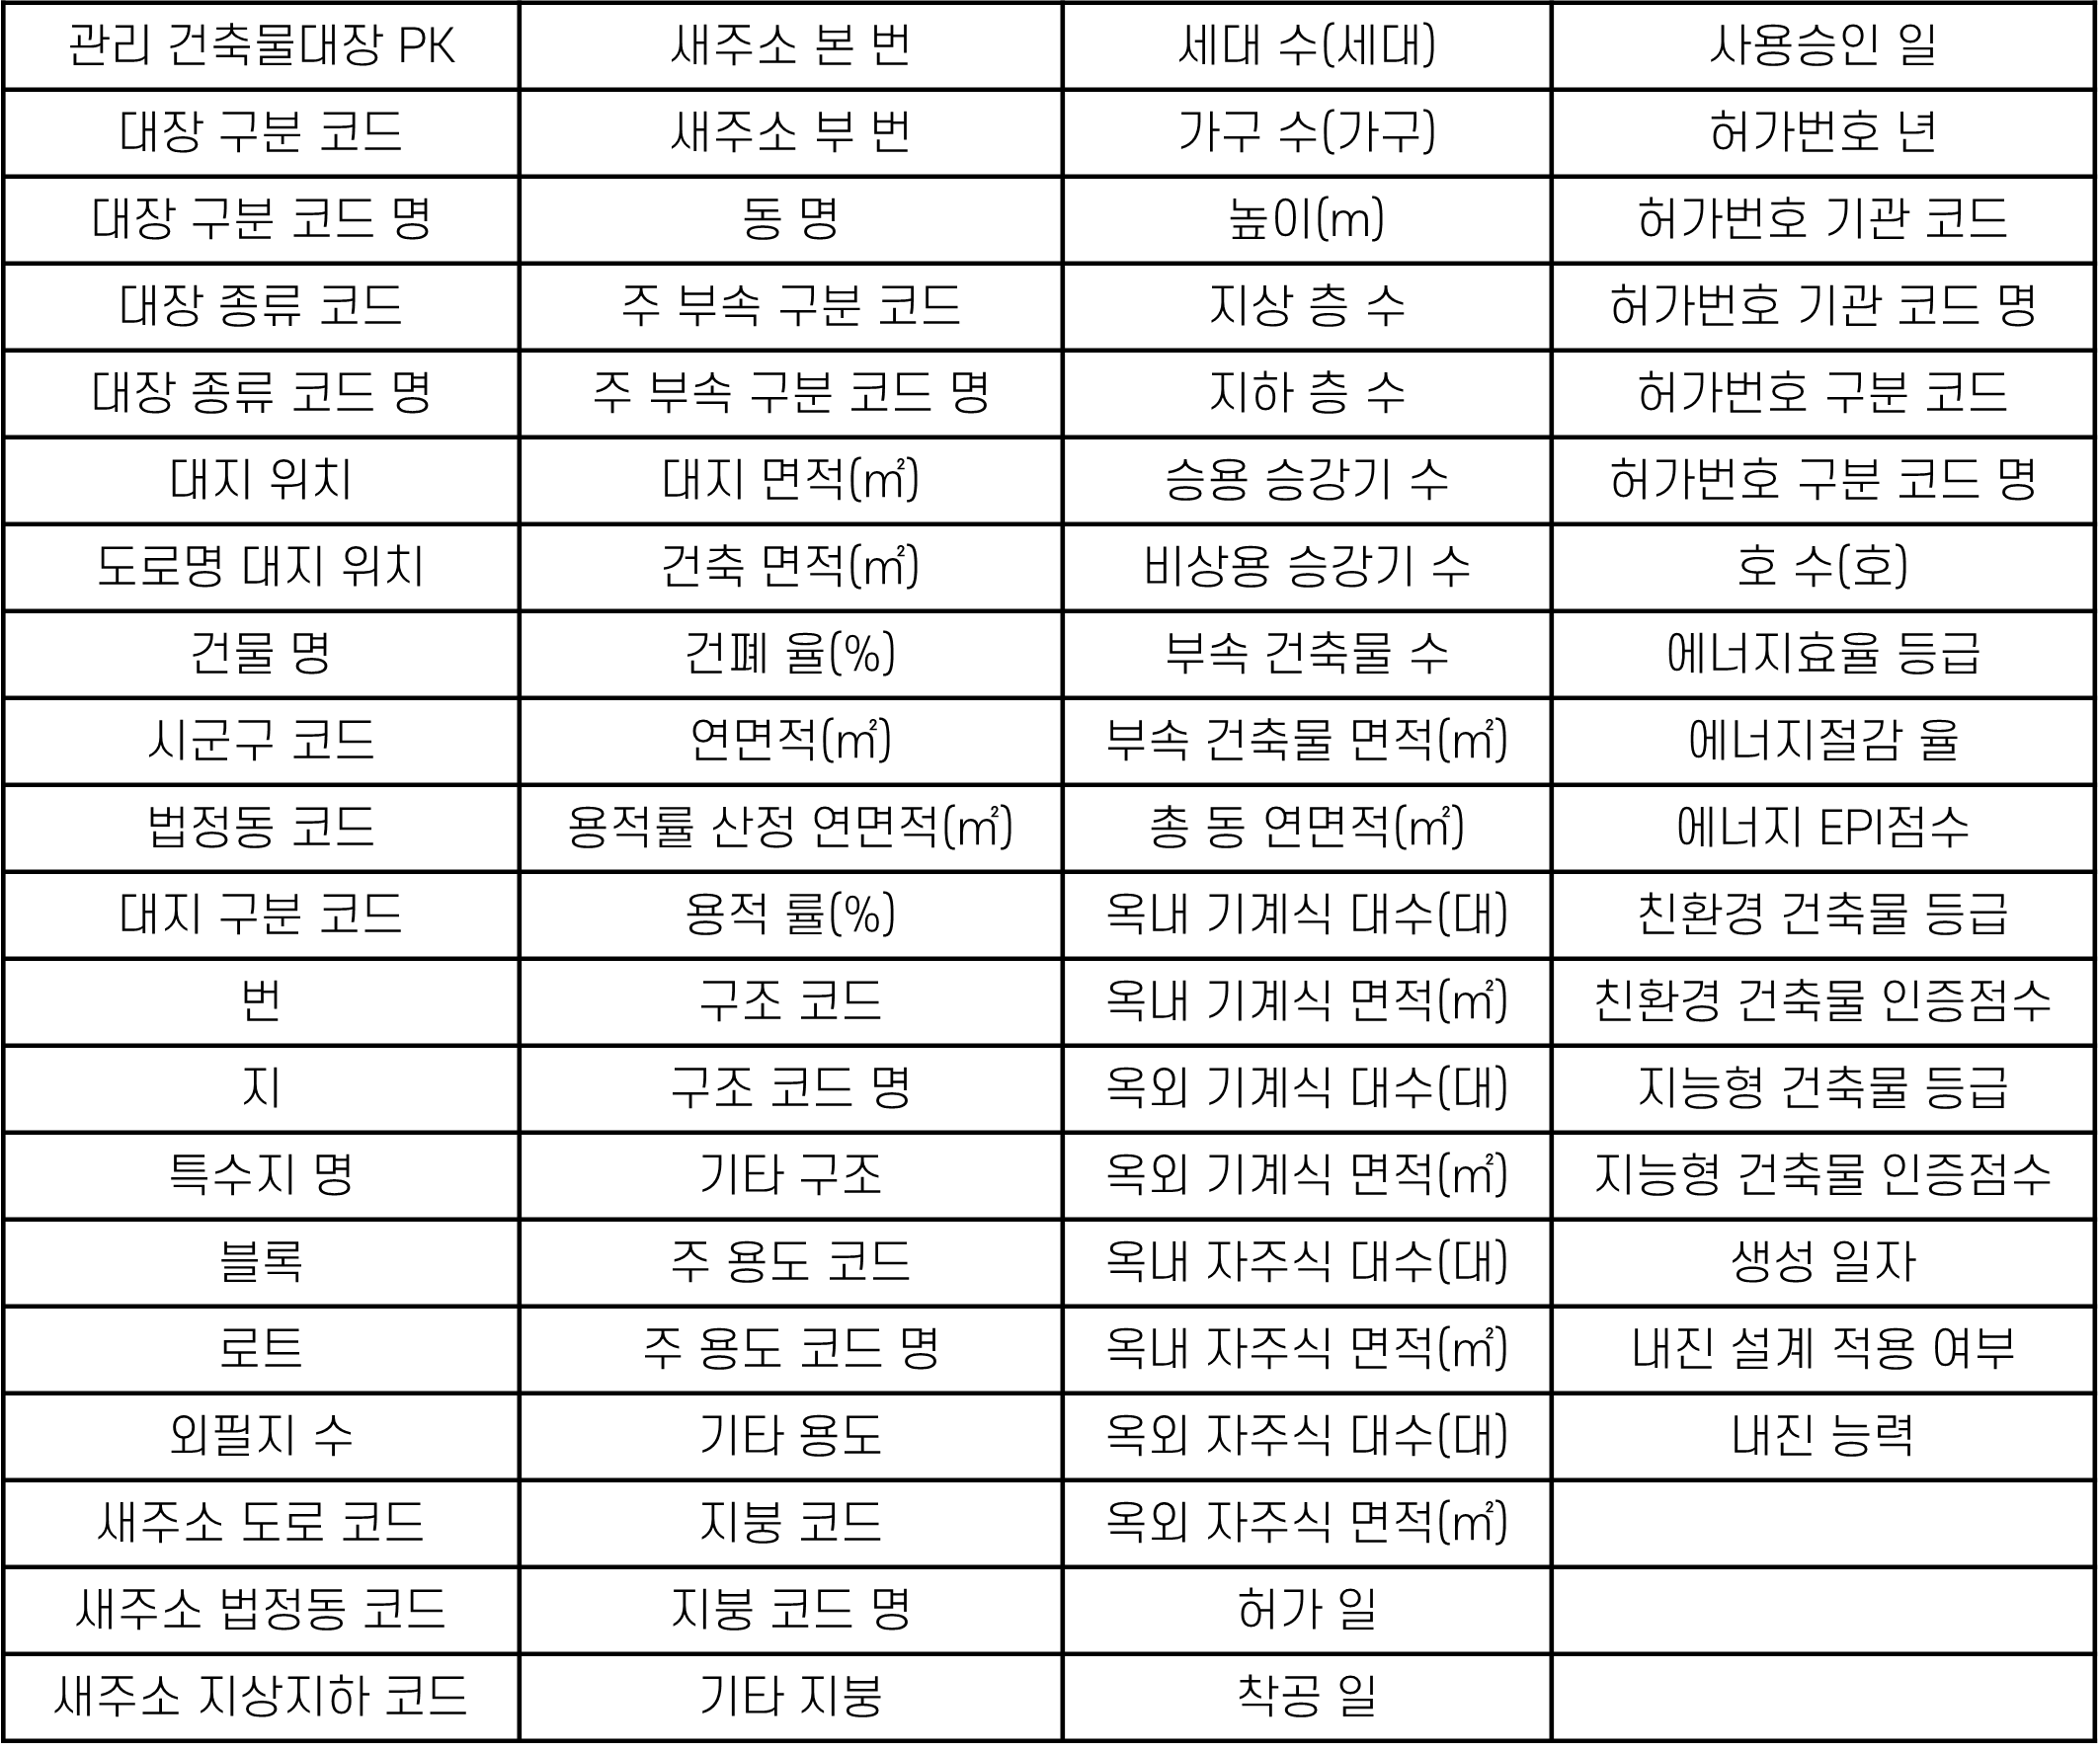 관리 건축물대장 PK 새주소 본 번 세대 수(세대) 사용승인 일
대장 구분 코드 새주소 부 번 가구 수(가구) 허가번호 년
대장 구분 코드 명 동 명 높이(m) 허가번호 기관 코드
대장 종류 코드 주 부속 구분 코드 지상 층 수 허가번호 기관 코드 명
대장 종류 코드 명 주 부속 구분 코드 명 지하 층 수 허가번호 구분 코드
대지 위치 대지 면적(㎡) 승용 승강기 수 허가번호 구분 코드 명
도로명 대지 위치 건축 면적(㎡) 비상용 승강기 수 호 수(호)
건물 명 건폐 율(%) 부속 건축물 수 에너지효율 등급
시군구 코드 연면적(㎡) 부속 건축물 면적(㎡) 에너지절감 율
법정동 코드 용적률 산정 연면적(㎡) 총 동 연면적(㎡) 에너지 EPI점수
대지 구분 코드 용적 률(%) 옥내 기계식 대수(대) 친환경 건축물 등급
번 구조 코드 옥내 기계식 면적(㎡) 친환경 건축물 인증점수
지 구조 코드 명 옥외 기계식 대수(대) 지능형 건축물 등급
특수지 명 기타 구조 옥외 기계식 면적(㎡) 지능형 건축물 인증점수
블록 주 용도 코드 옥내 자주식 대수(대) 생성 일자
로트 주 용도 코드 명 옥내 자주식 면적(㎡) 내진 설계 적용 여부
외필지 수 기타 용도 옥외 자주식 대수(대) 내진 능력
새주소 도로 코드 지붕 코드 옥외 자주식 면적(㎡)
새주소 법정동 코드 지붕 코드 명 허가 일
새주소 지상지하 코드 기타 지붕 착공 일